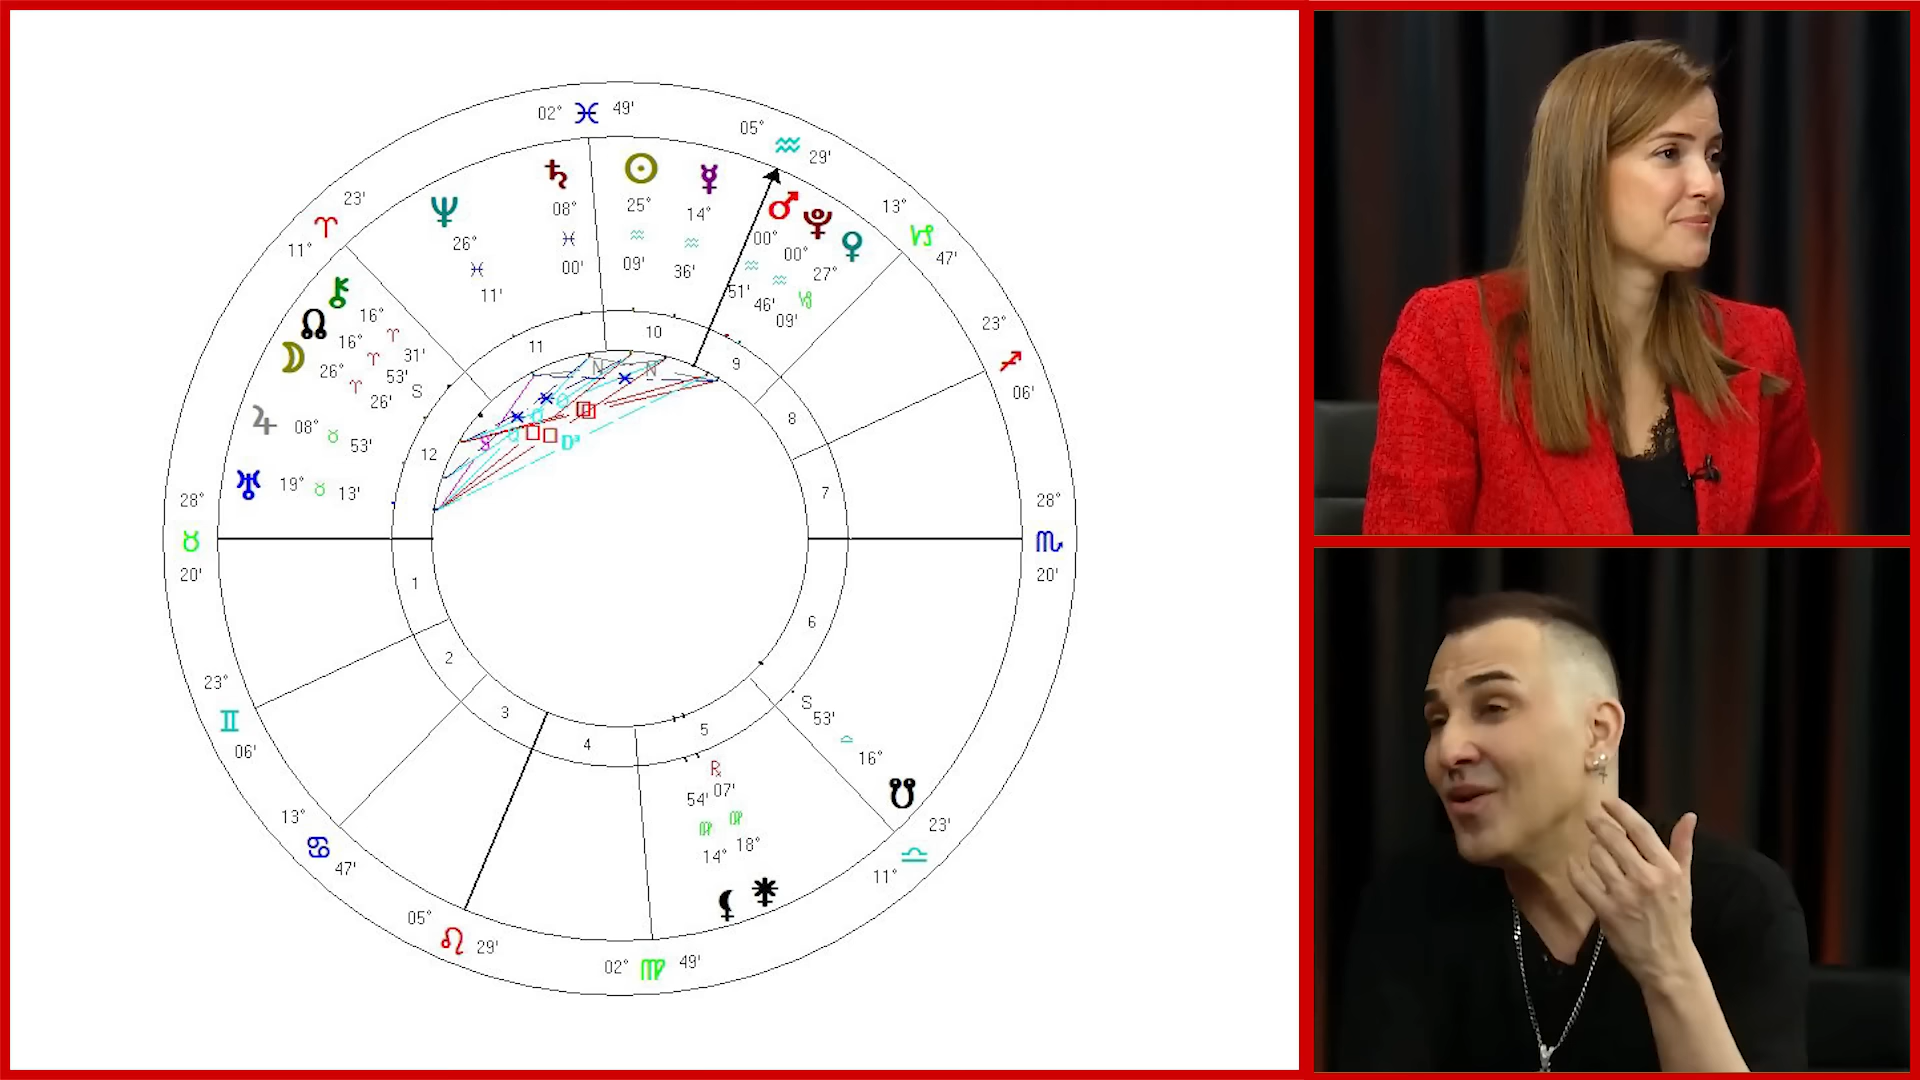 02° ♓ 49'
05° ♒ 29'
23' ♈ 11°
13° ♑ 47'
♆ 26° ♓ 11'
♄ 08° ♓ 00'
☉ 25° ♒ 09'
☿ 14° ♒ 36'
♂ 00° ♒ 51'
♇ 00° ♒ 46'
♀ 27° ♑ 09'
⚷ 16° ♈ 31'
☊ 16° ♈ 53' S
☽ 26° ♈ 26'
♃ 08° ♉ 53'
♅ 19° ♉ 13'
23° ♐ 06'
28° ♉ 20'
28° ♏ 20'
11
10
9
8
12
7
N
N
D³
1
6
2
5
3
4
23° ♊ 06'
S 53' ♎ 16° ☋
℞
54' ♍ 14° ⚸
07' ♍ 18°
13° ♋ 47'
23' ♎ 11°
05° ♌ 29'
02° ♍ 49'